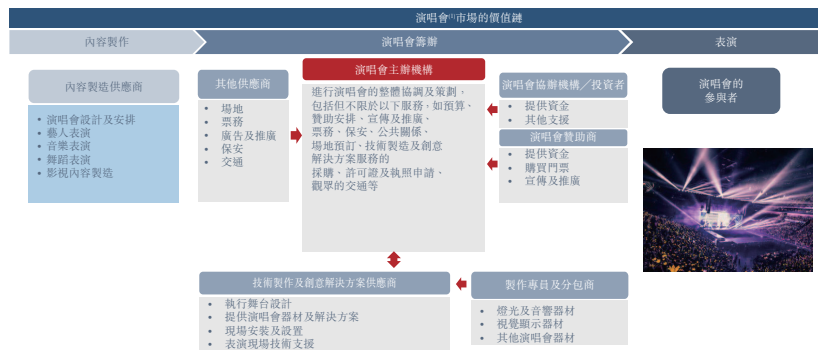 演唱會⁽¹⁾市場的價值鏈
內容製作
演唱會籌辦
表演
內容製造供應商
• 演唱會設計及安排
• 藝人表演
• 音樂表演
• 舞蹈表演
• 影視內容製造
其他供應商
• 場地
• 票務
• 廣告及推廣
• 保安
• 交通
演唱會主辦機構
進行演唱會的整體協調及策劃，
包括但不限於以下服務，如預算、
贊助安排、宣傳及推廣、
票務、保安、公共關係、
場地預訂、技術製造及創意
解決方案服務的
採購、許可證及執照申請、
觀眾的交通等
演唱會協辦機構／投資者
• 提供資金
• 其他支援
演唱會贊助商
• 提供資金
• 購買門票
• 宣傳及推廣
演唱會的
參與者
技術製作及創意解決方案供應商
• 執行舞台設計
• 提供演唱會器材及解決方案
• 現場安裝及設置
• 表演現場技術支援
製作專員及分包商
• 燈光及音響器材
• 視覺顯示器材
• 其他演唱會器材